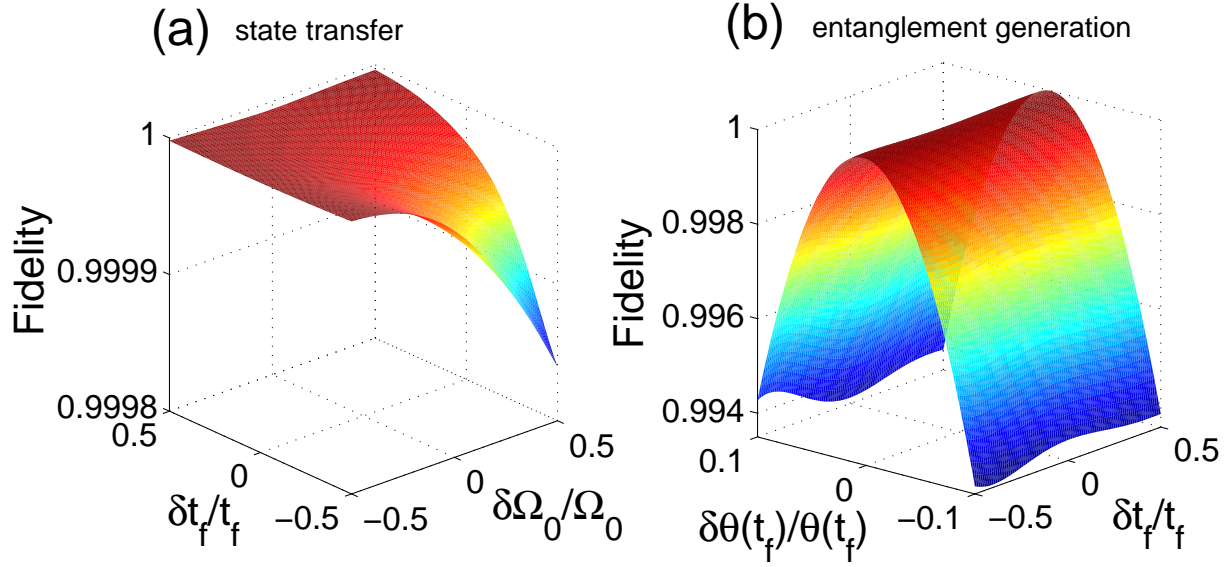 (a) state transfer
1
0.9999
0.9998
Fidelity
0.5
0
−0.5
δt_f/t_f
−0.5
0
0.5
δΩ_0/Ω_0
(b) entanglement generation
1
0.998
0.996
0.994
Fidelity
0.1
0
−0.1
δθ(t_f)/θ(t_f)
−0.5
0
0.5
δt_f/t_f